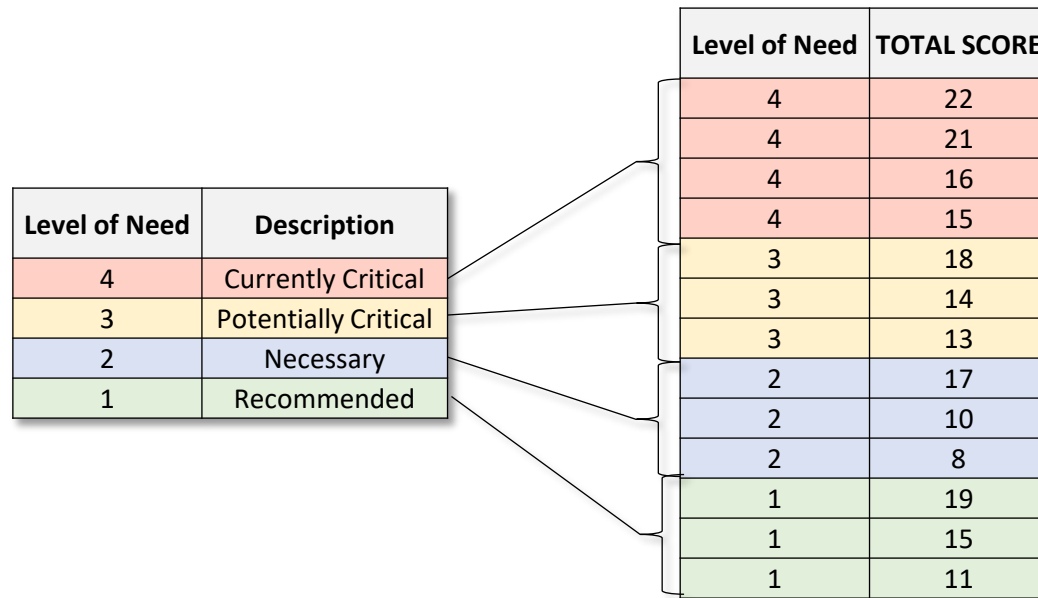 Level of Need Description
4 Currently Critical
3 Potentially Critical
2 Necessary
1 Recommended
Level of Need TOTAL SCORE
4 22
4 21
4 16
4 15
3 18
3 14
3 13
2 17
2 10
2 8
1 19
1 15
1 11